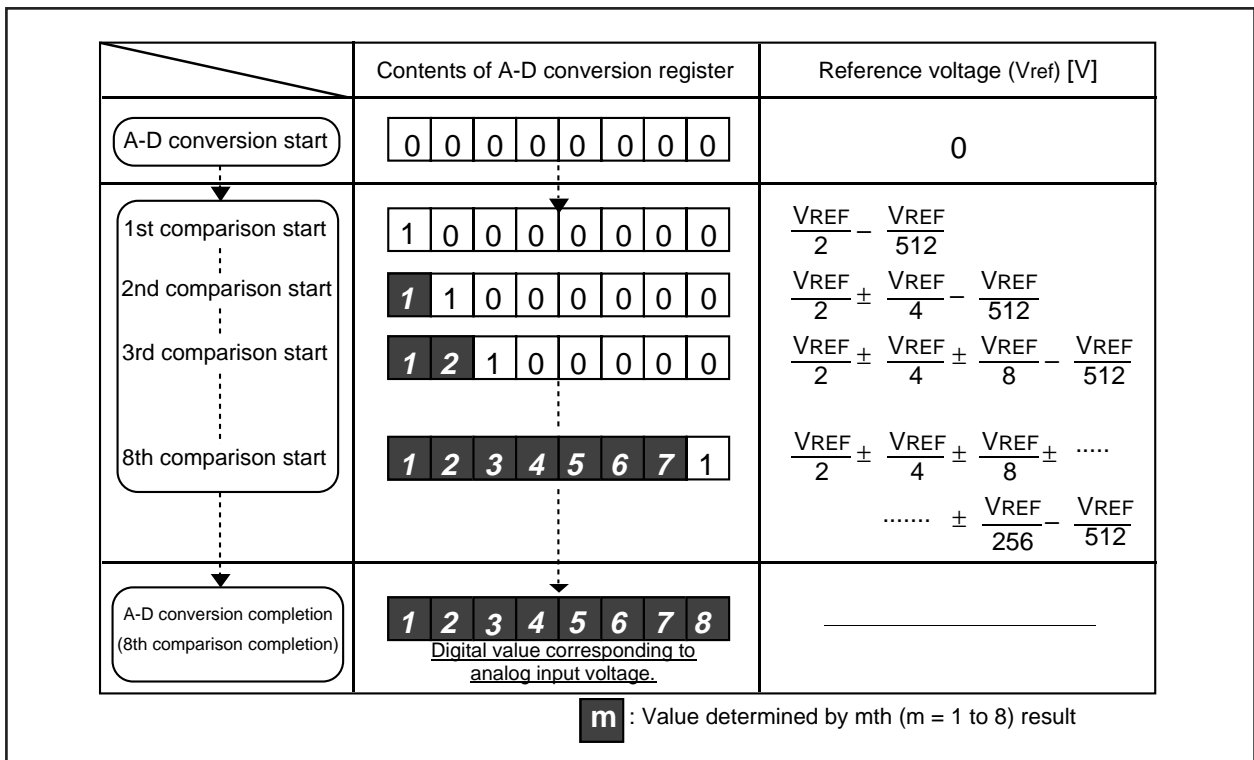 Contents of A-D conversion register Reference voltage (Vref) [V]
A-D conversion start 0 0 0 0 0 0 0 0 0
1st comparison start 1 0 0 0 0 0 0 0 VREF/2 − VREF/512
2nd comparison start 1 1 0 0 0 0 0 0 VREF/2 ± VREF/4 − VREF/512
3rd comparison start 1 2 1 0 0 0 0 0 VREF/2 ± VREF/4 ± VREF/8 − VREF/512
8th comparison start 1 2 3 4 5 6 7 1 VREF/2 ± VREF/4 ± VREF/8 ± .....
....... ± VREF/256 − VREF/512
A-D conversion completion
(8th comparison completion)
1 2 3 4 5 6 7 8
Digital value corresponding to
analog input voltage.
m : Value determined by mth (m = 1 to 8) result